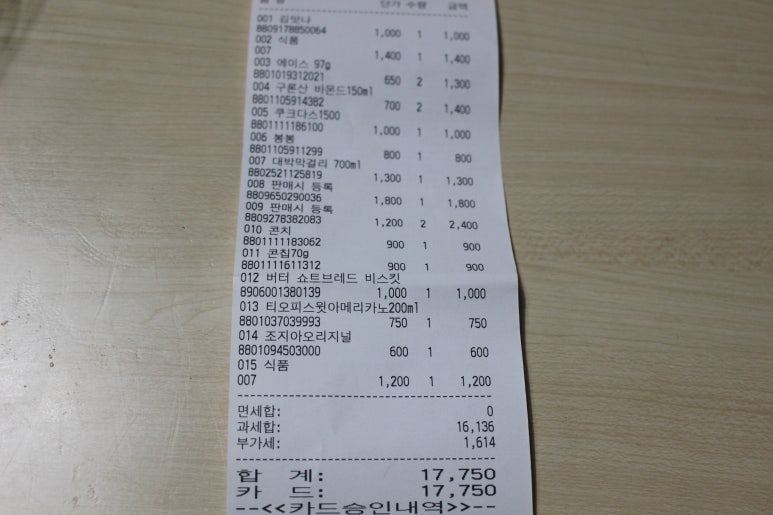 단가 수량 금액
001 김맛나
8809178850064 1,000 1 1,000
002 식품
007 1,400 1 1,400
003 에이스 97g
8801019312021 650 2 1,300
004 구론산 바몬드150ml
8801105914382 700 2 1,400
005 쿠크다스1500
8801111186100 1,000 1 1,000
006 봉봉
8801105911299 800 1 800
007 대박막걸리 700ml
8802521125819 1,300 1 1,300
008 판매시 등록
8809650290036 1,800 1 1,800
009 판매시 등록
8809278382083 1,200 2 2,400
010 콘치
8801111183062 900 1 900
011 콘칩70g
8801111611312 900 1 900
012 버터 쇼트브레드 비스킷
8906001380139 1,000 1 1,000
013 티오피스윗아메리카노200ml
8801037039993 750 1 750
014 조지아오리지널
8801094503000 600 1 600
015 식품
007 1,200 1 1,200
면세합: 0
과세합: 16,136
부가세: 1,614
합 계: 17,750
카 드: 17,750
--<<카드승인내역>>--